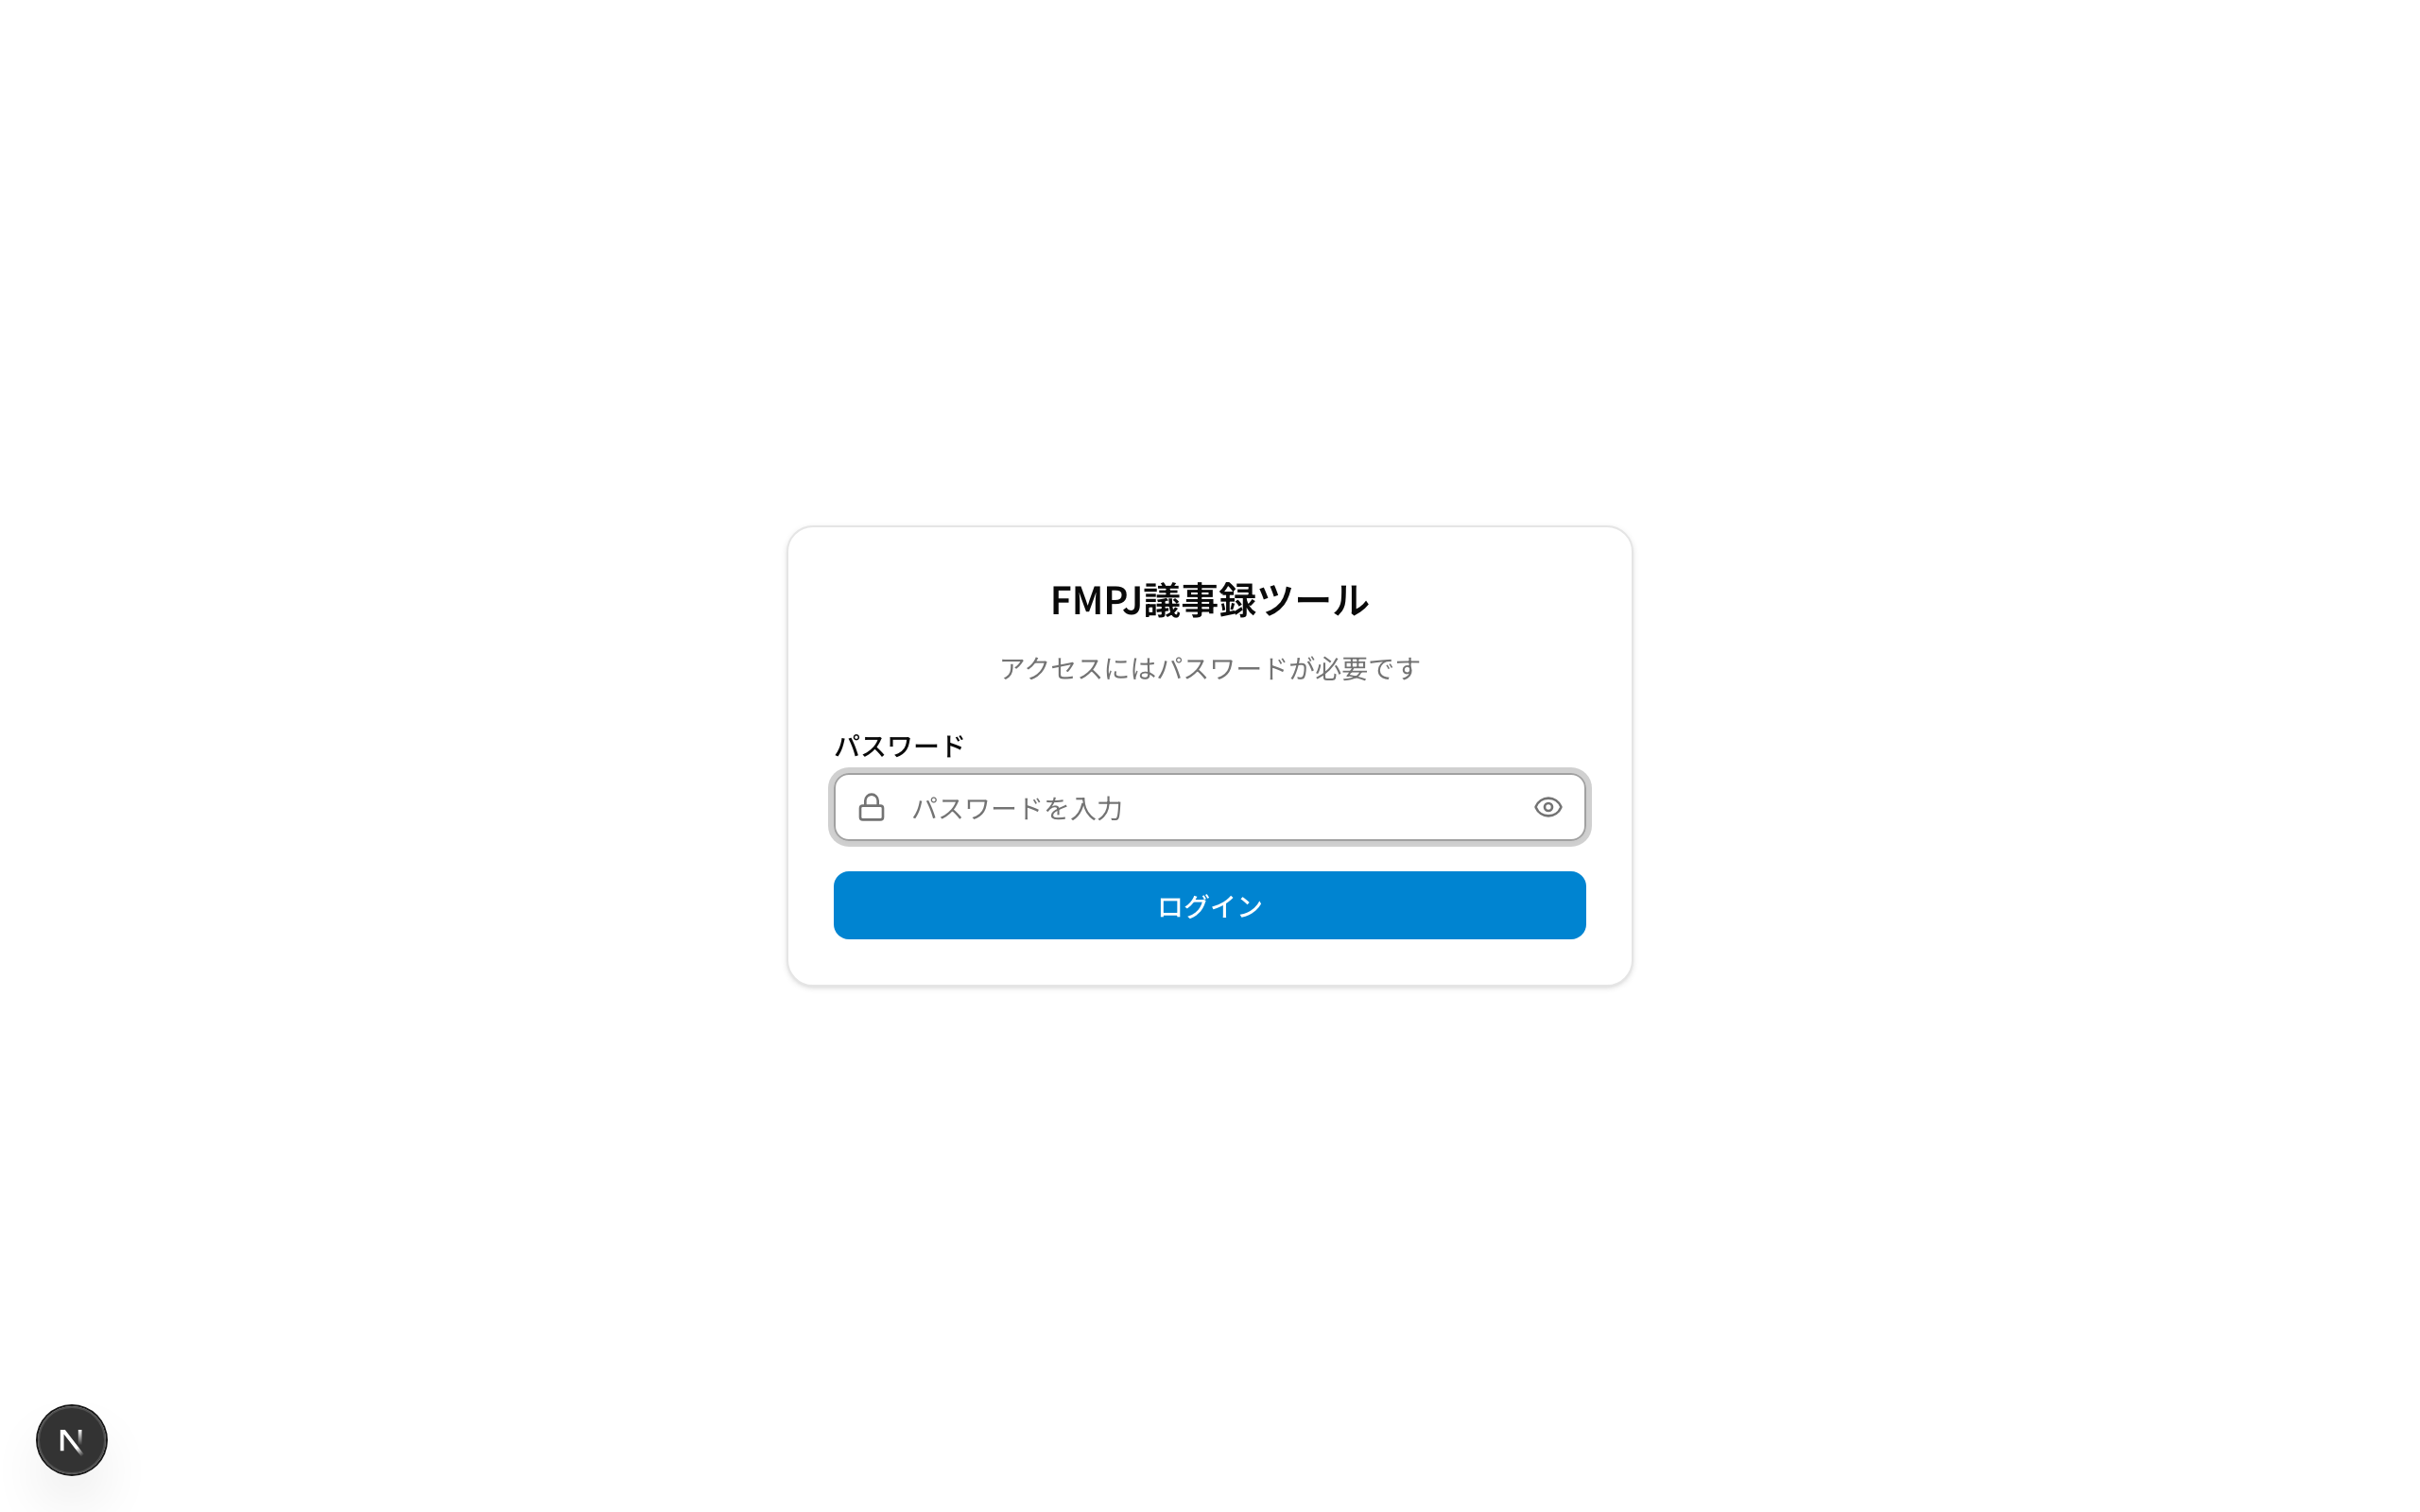 FMPJ議事録ツール
アクセスにはパスワードが必要です
パスワード
パスワードを入力
ログイン
N